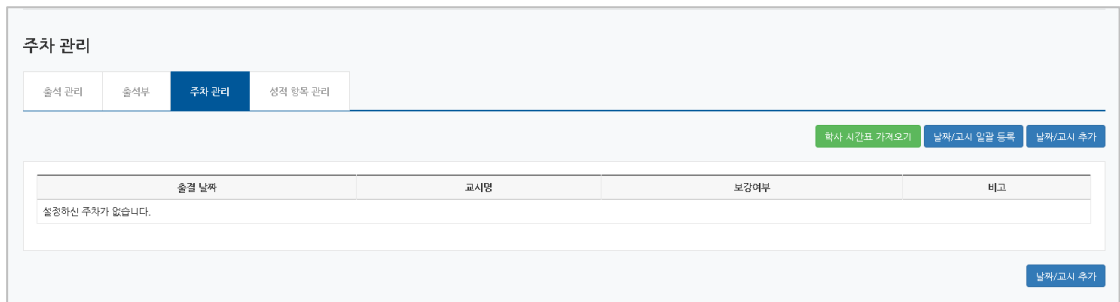 주차 관리
출석 관리 출석부 주차 관리 성적 항목 관리
학사 시간표 가져오기 날짜/교시 일괄 등록 날짜/교시 추가
출결 날짜 교시명 보강여부 비고
설정하신 주차가 없습니다.
날짜/교시 추가